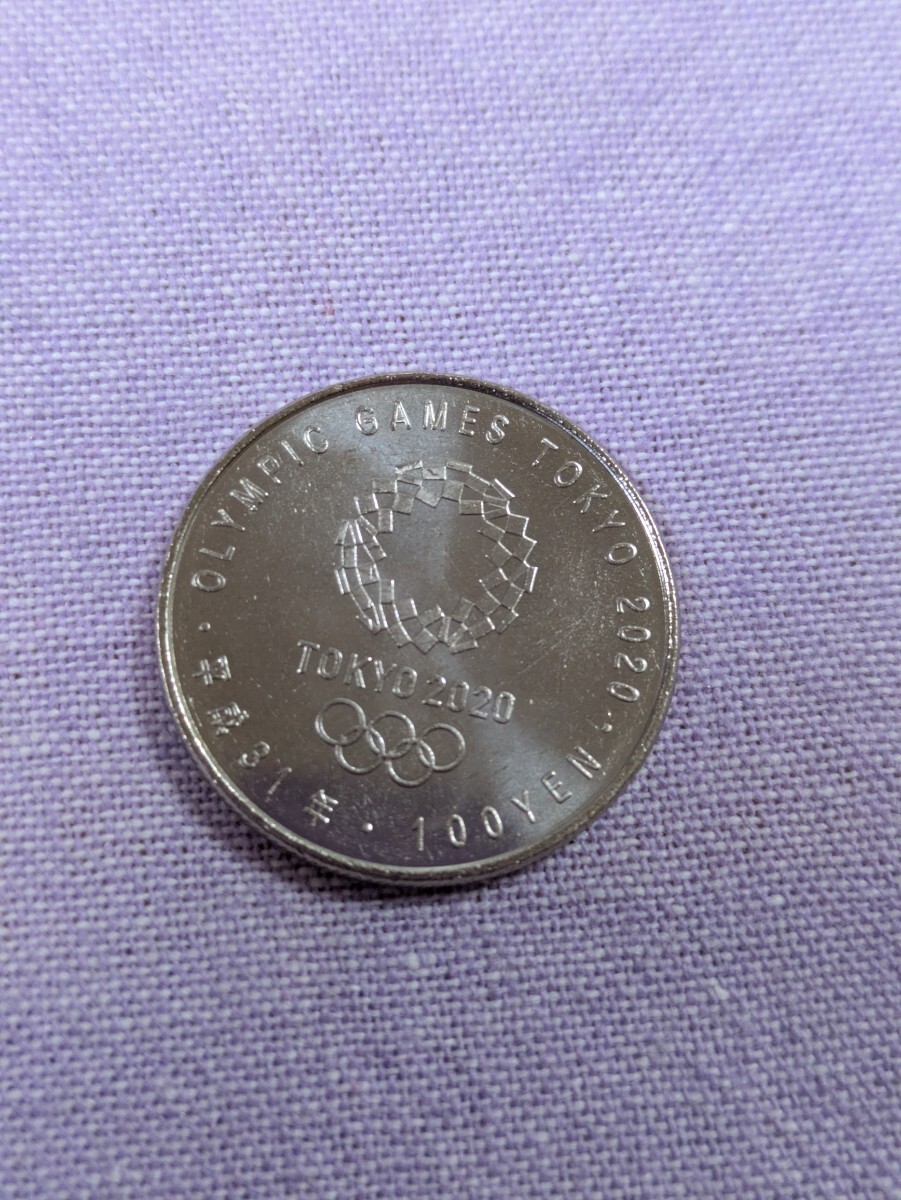 OLYMPIC GAMES TOKYO 2020
TOKYO 2020
平成31年・100YEN